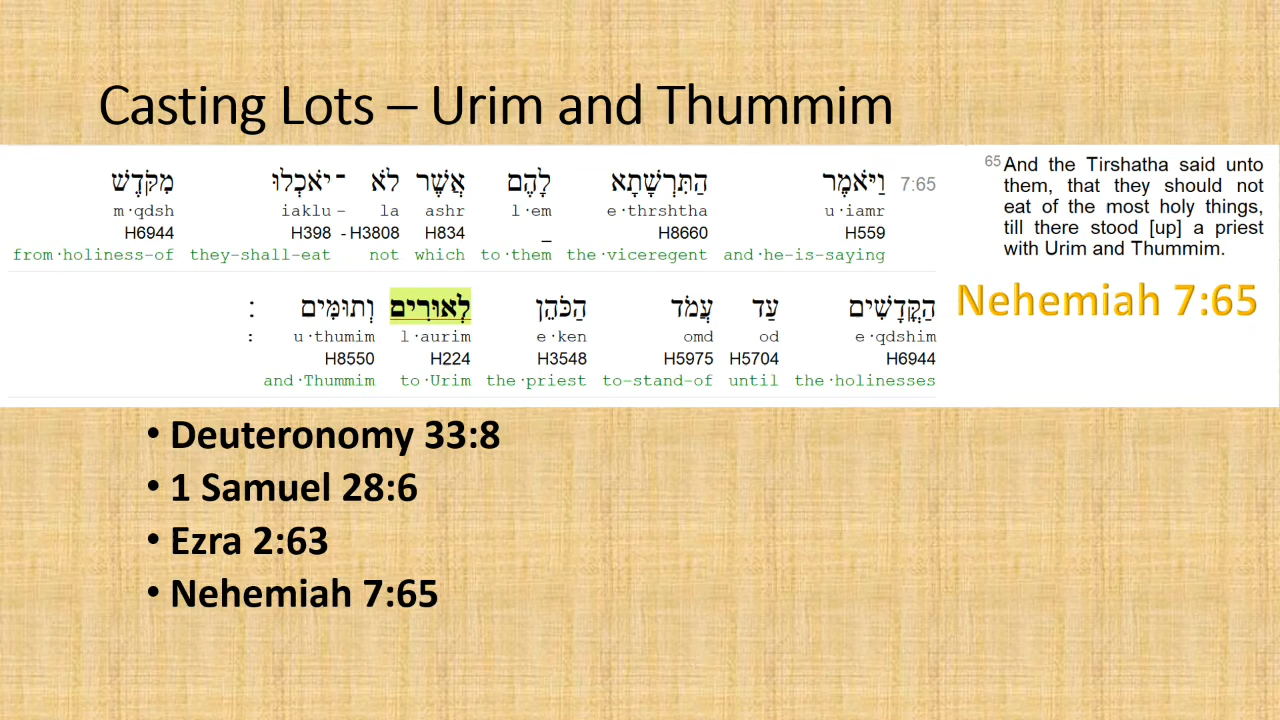 Casting Lots – Urim and Thummim
7:65 וַיֹּאמֶר הַתִּרְשָׁתָא לָהֶם אֲשֶׁר לֹא ־ יֹאכְלוּ מִקֹּדֶשׁ
m·qdsh iaklu – la ashr l·em e·thrshtha u·iamr
H6944 H398 - H3808 H834 _ H8660 H559
from·holiness-of they-shall-eat not which to·them the·viceregent and·he-is-saying
הַקֳּדָשִׁים עַד עֲמֹד הַכֹּהֵן לְאוּרִים וְתוּמִּים :
: u·thumim l·aurim e·ken omd od e·qdshim
H8550 H224 H3548 H5975 H5704 H6944
and·Thummim to·Urim the·priest to-stand-of until the·holinesses
65 And the Tirshatha said unto
them, that they should not
eat of the most holy things,
till there stood [up] a priest
with Urim and Thummim.
Nehemiah 7:65
• Deuteronomy 33:8
• 1 Samuel 28:6
• Ezra 2:63
• Nehemiah 7:65